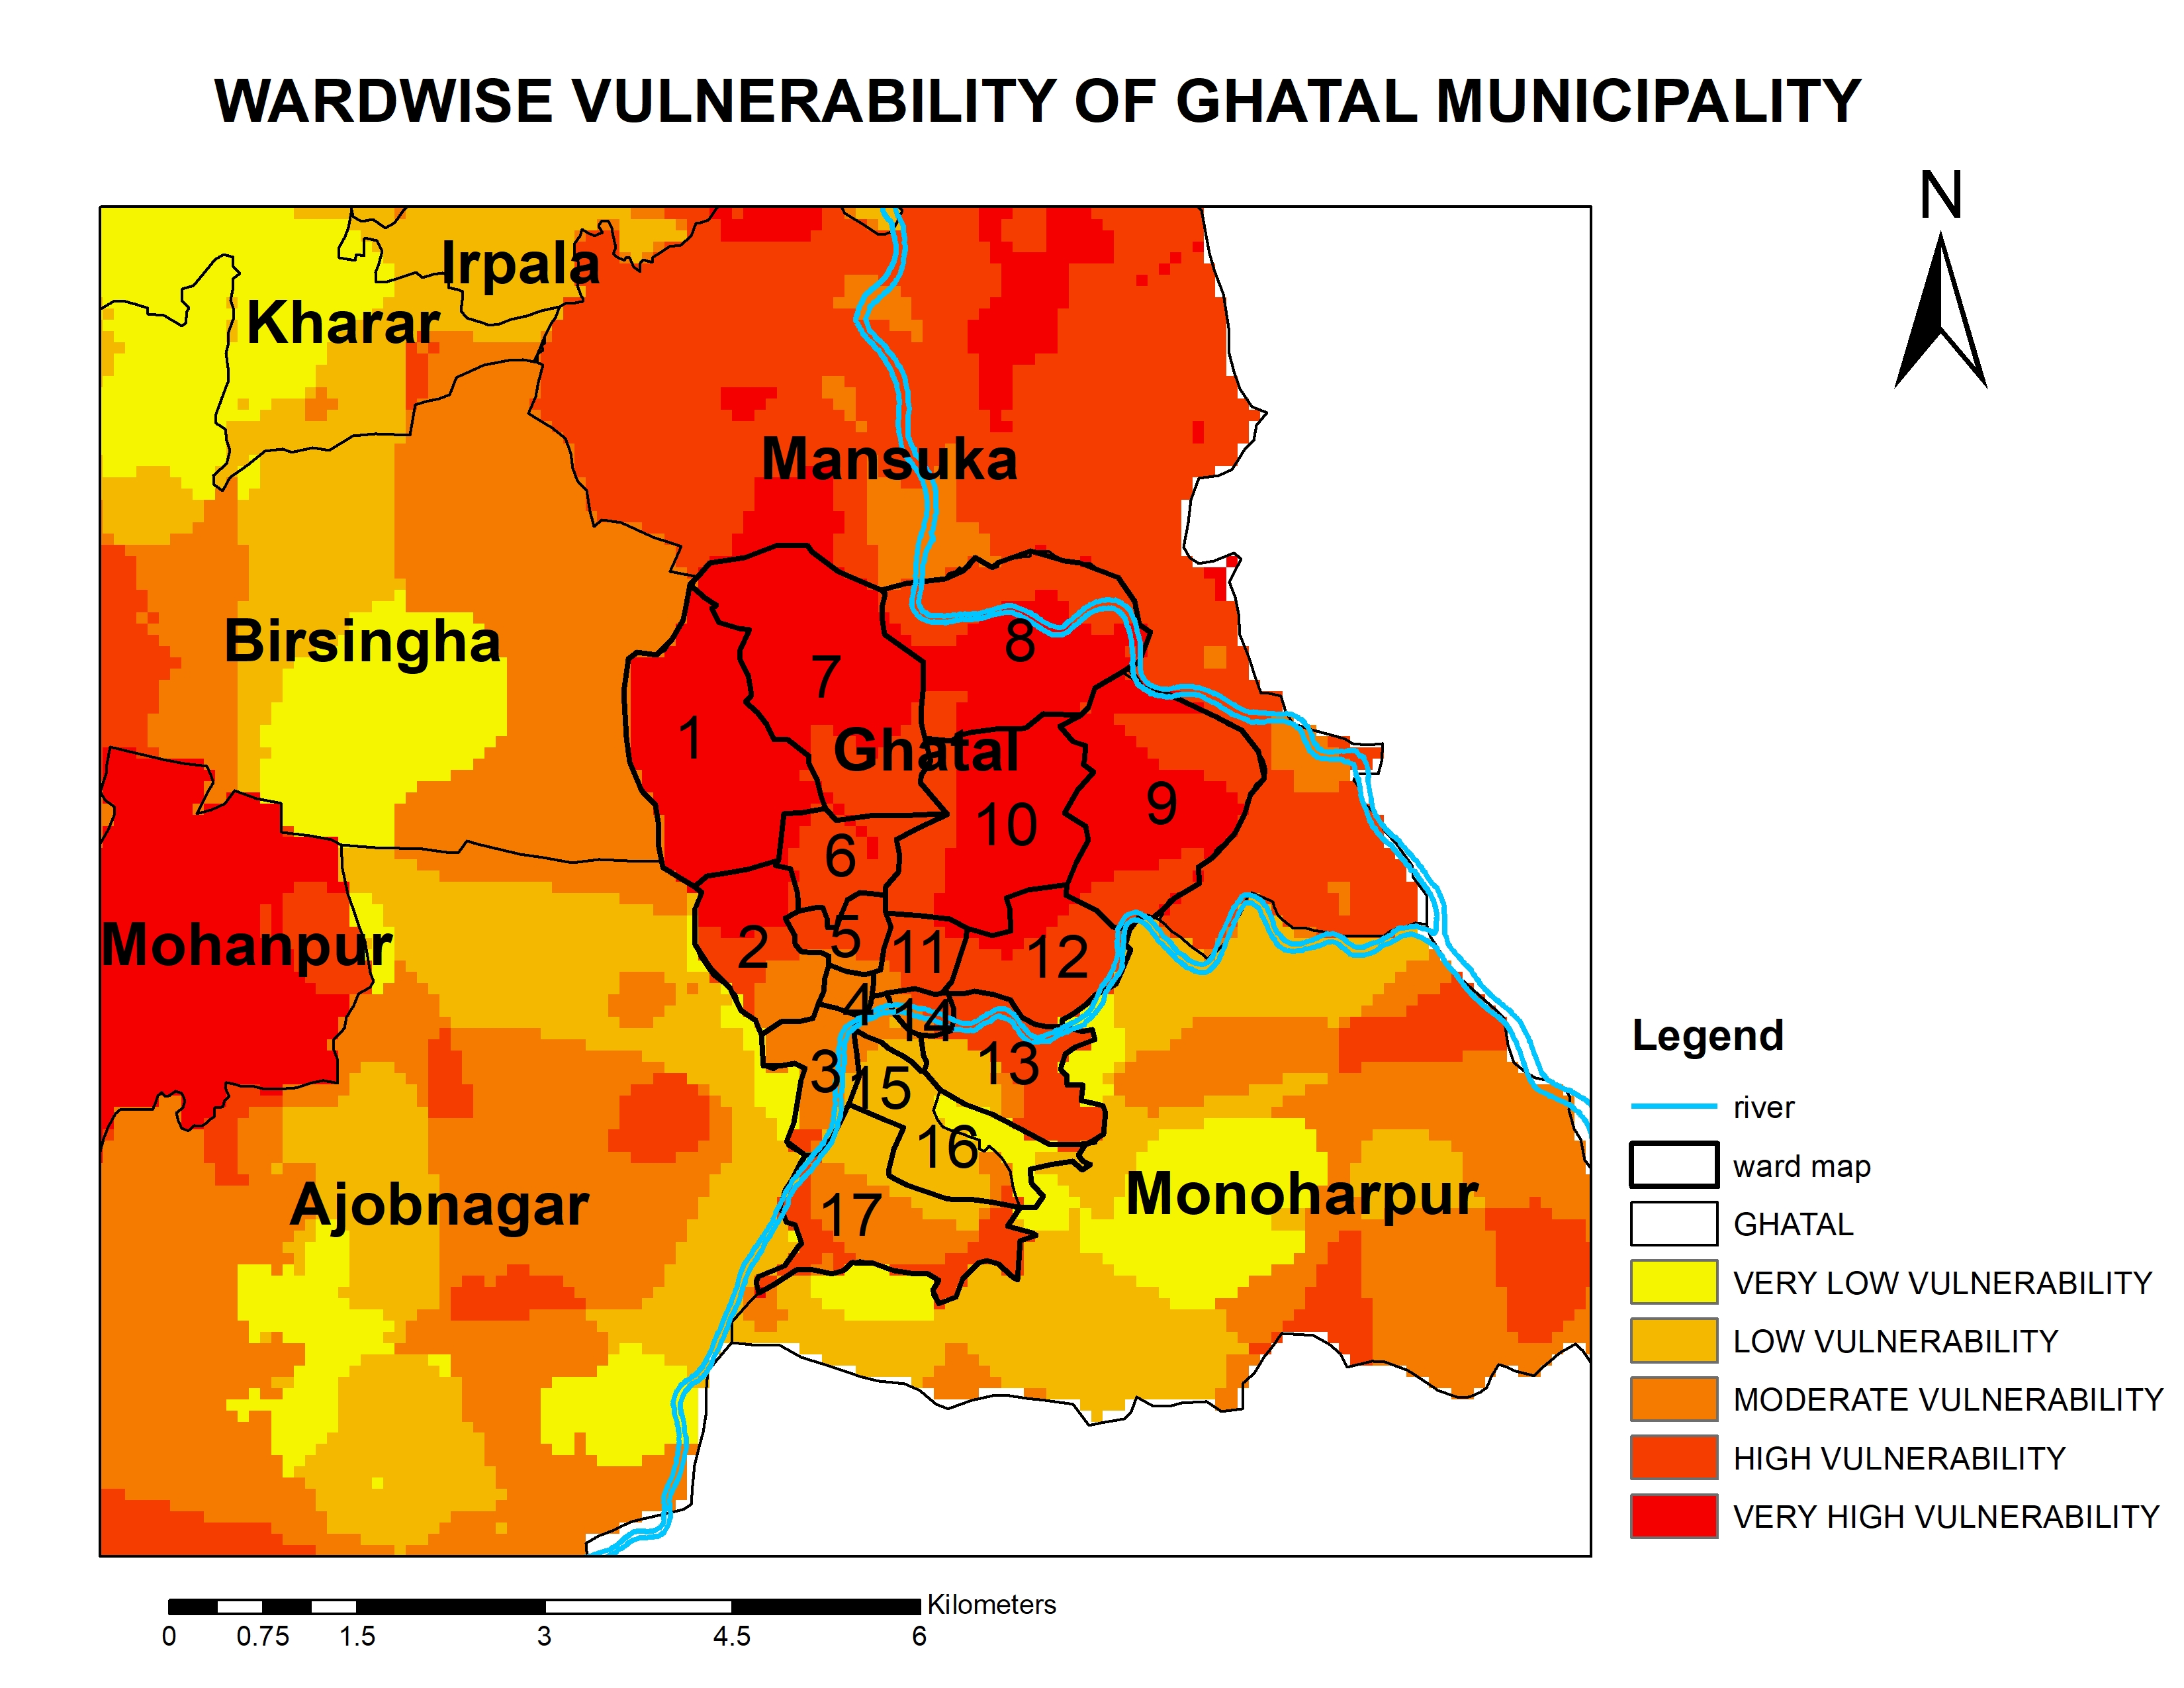 WARDWISE VULNERABILITY OF GHATAL MUNICIPALITY
N
Irpala
Kharar
Mansuka
Birsingha
8
7
1
Ghatal
9
10
6
Mohanpur
2
5
11
12
4
14
3
15
13
16
Ajobnagar
17
Monoharpur
Legend
river
ward map
GHATAL
VERY LOW VULNERABILITY
LOW VULNERABILITY
MODERATE VULNERABILITY
HIGH VULNERABILITY
VERY HIGH VULNERABILITY
Kilometers
0 0.75 1.5 3 4.5 6